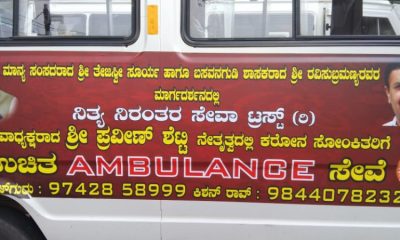 ಮಾನ್ಯ ಸಂಸದರಾದ ಶ್ರೀ ತೇಜಸ್ವೀ ಸೂರ್ಯ ಹಾಗೂ ಬಸವನಗುಡಿ ಶಾಸಕರಾದ ಶ್ರೀ ರವಿಸುಬ್ರಮಣ್ಯರವರ
ಮಾರ್ಗದರ್ಶನದಲ್ಲಿ
ನಿತ್ಯ ನಿರಂತರ ಸೇವಾ ಟ್ರಸ್ಟ್ (ರಿ)
ವಾಧ್ಯಕ್ಷರಾದ ಶ್ರೀ ಪ್ರವೀಣ್ ಶೆಟ್ಟಿ ನೇತೃತ್ವದಲ್ಲಿ ಕರೋನ ಸೋಂಕಿತರಿಗೆ
ಉಚಿತ AMBULANCE ಸೇವೆ
: 97428 58999 ಕಿಶನ್ ರಾವ್ : 9844078232